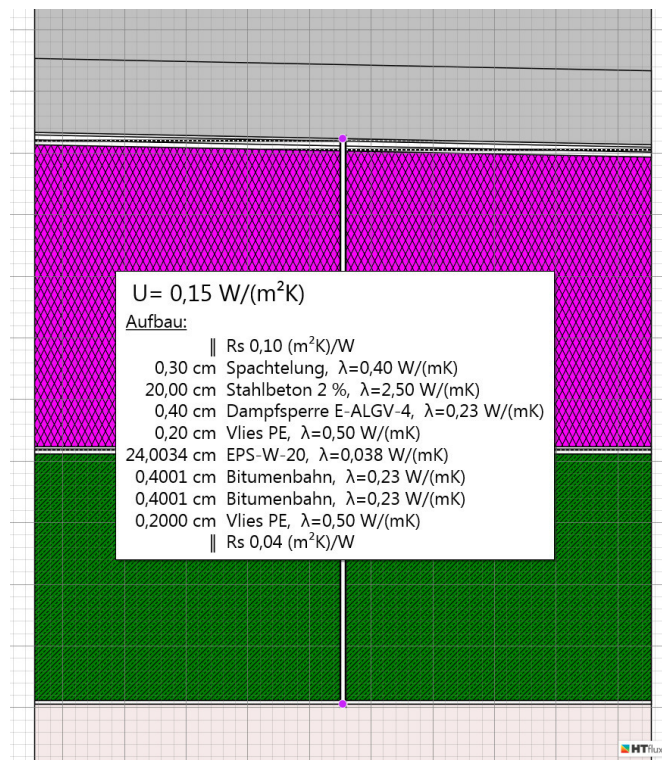 U= 0,15 W/(m²K)
Aufbau:
‖ Rs 0,10 (m²K)/W
0,30 cm Spachtelung, λ=0,40 W/(mK)
20,00 cm Stahlbeton 2 %, λ=2,50 W/(mK)
0,40 cm Dampfsperre E-ALGV-4, λ=0,23 W/(mK)
0,20 cm Vlies PE, λ=0,50 W/(mK)
24,0034 cm EPS-W-20, λ=0,038 W/(mK)
0,4001 cm Bitumenbahn, λ=0,23 W/(mK)
0,4001 cm Bitumenbahn, λ=0,23 W/(mK)
0,2000 cm Vlies PE, λ=0,50 W/(mK)
‖ Rs 0,04 (m²K)/W
HTflux